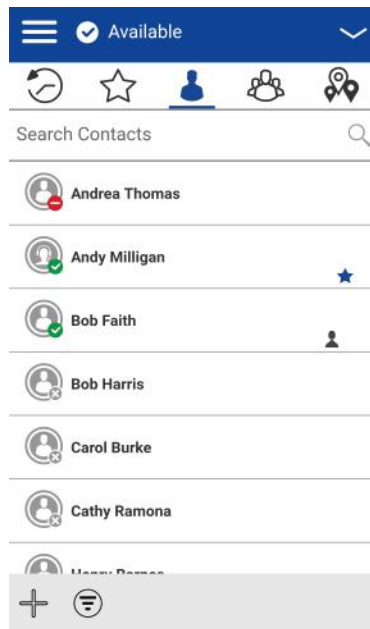 Available
Search Contacts
Andrea Thomas
Andy Milligan
Bob Faith
Bob Harris
Carol Burke
Cathy Ramona